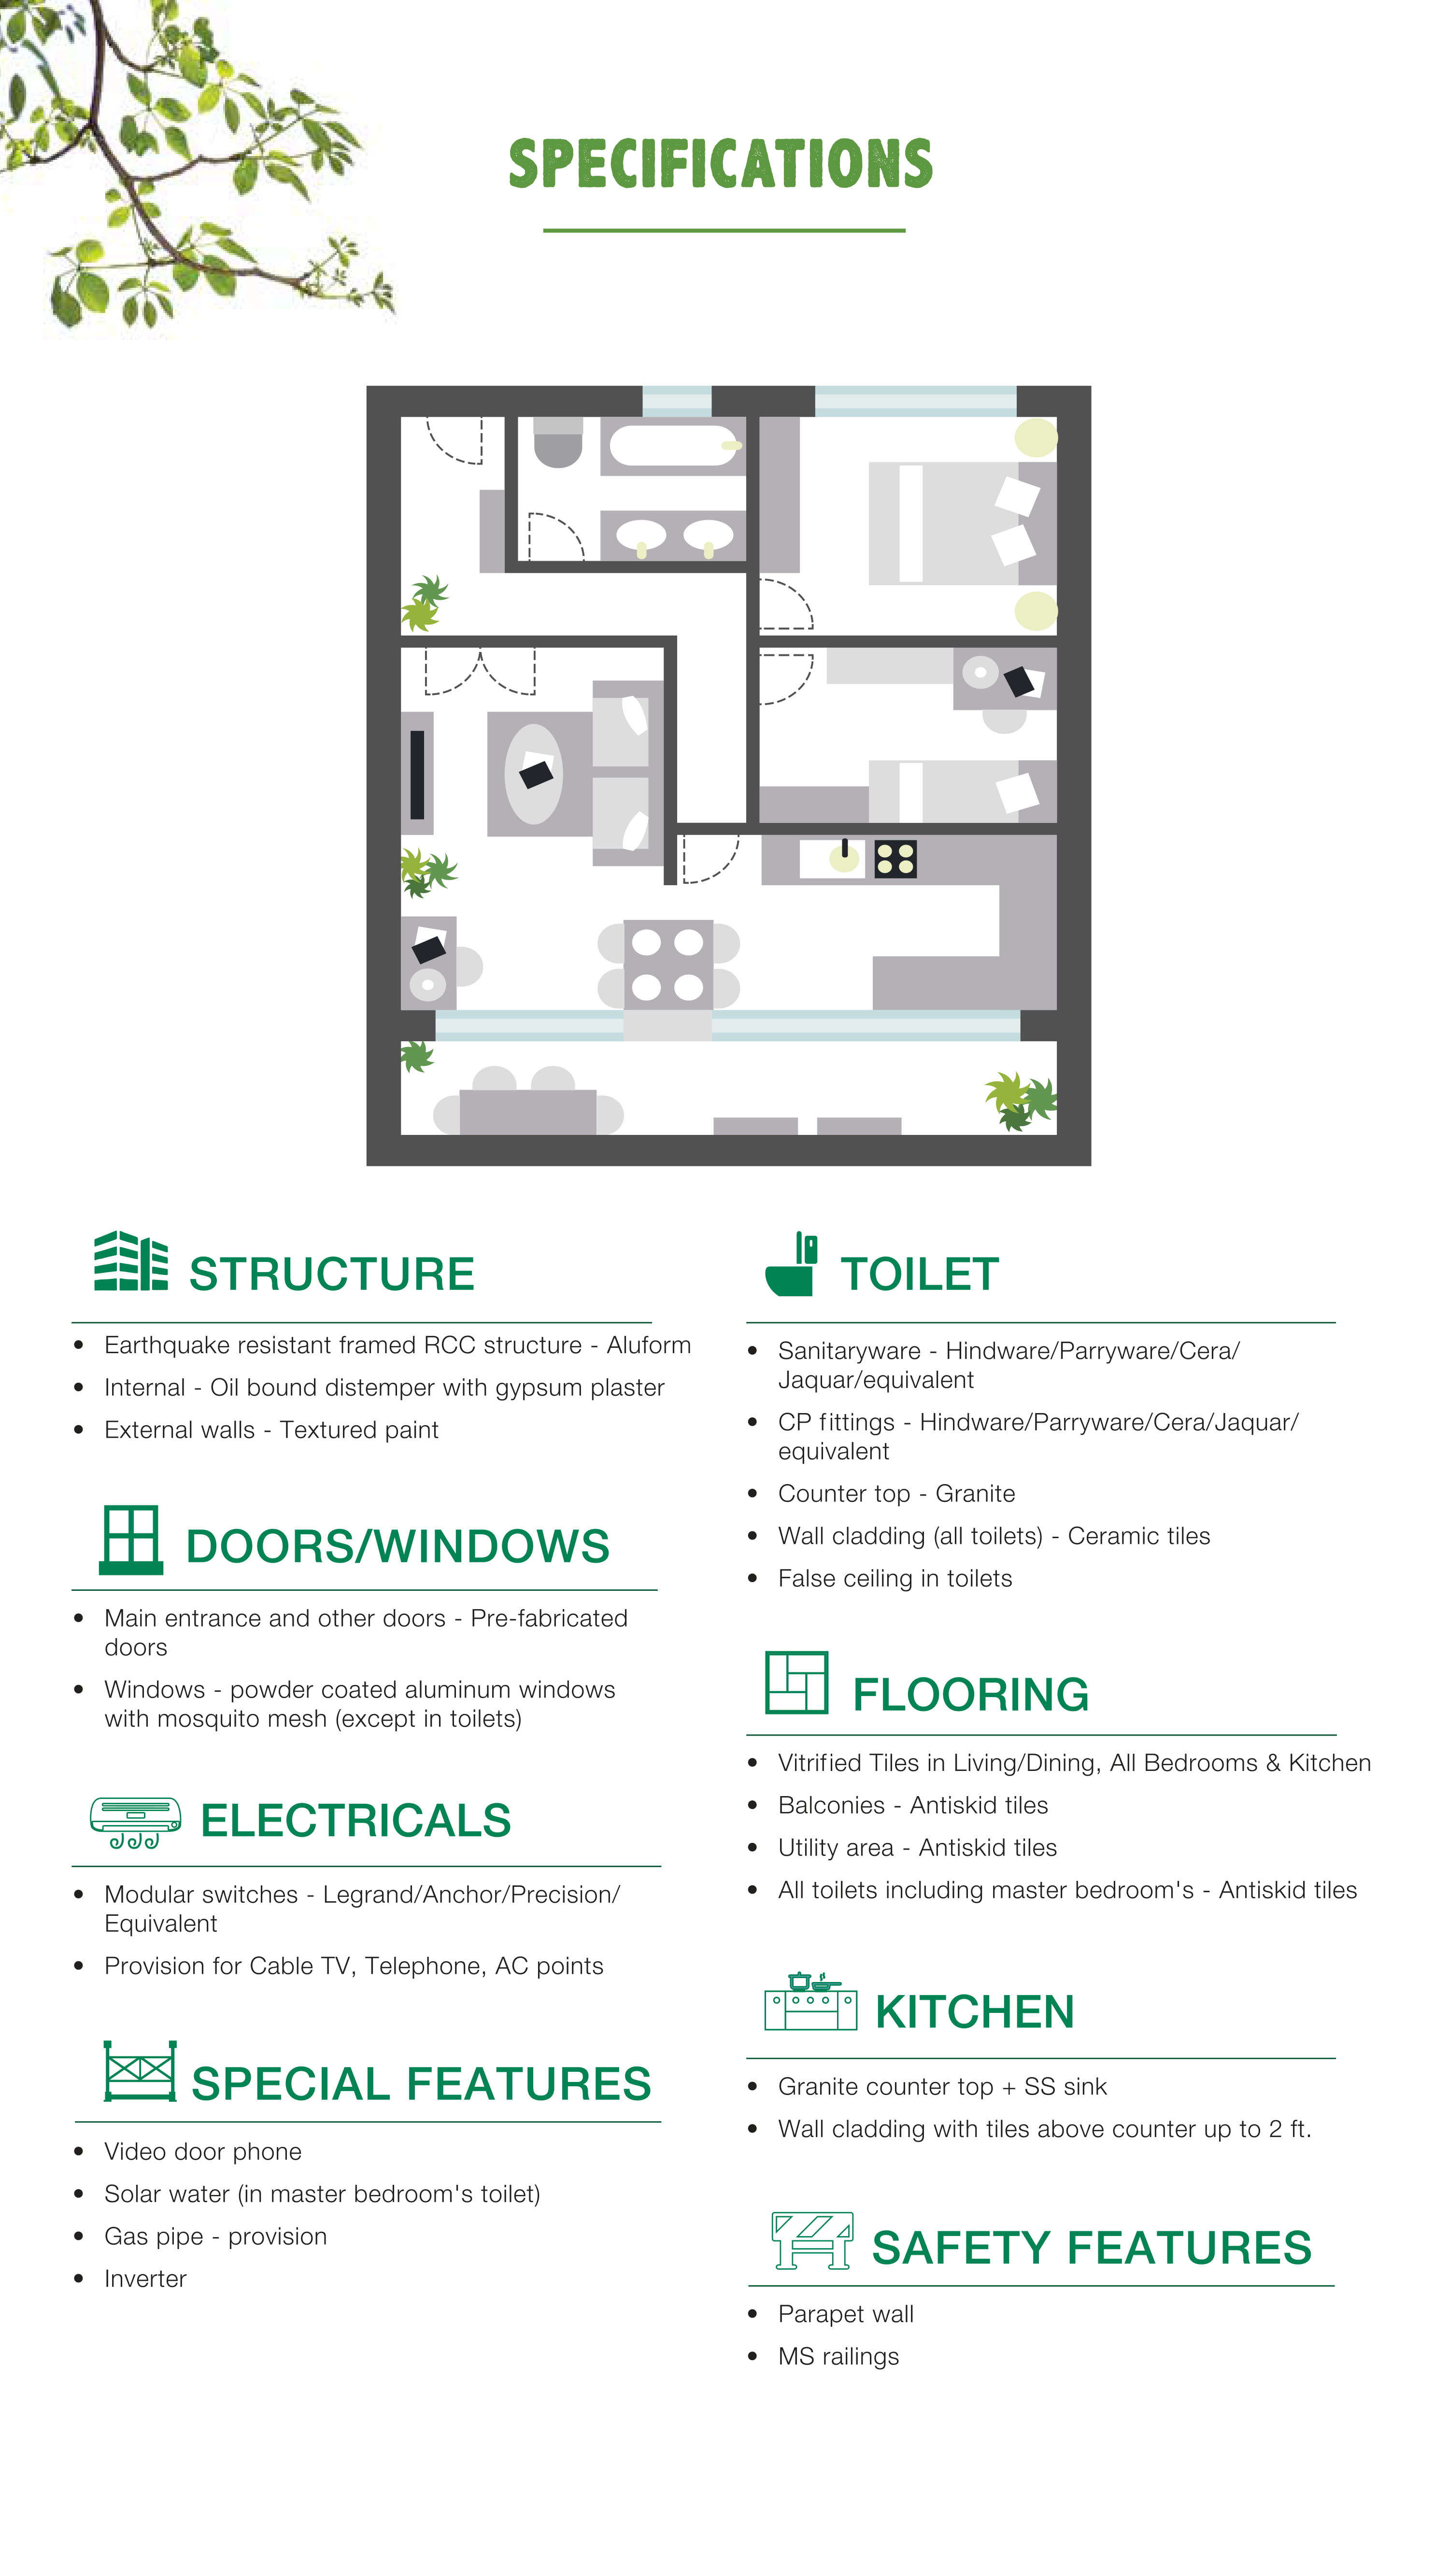 SPECIFICATIONS
STRUCTURE
• Earthquake resistant framed RCC structure - Aluform
• Internal - Oil bound distemper with gypsum plaster
• External walls - Textured paint
DOORS/WINDOWS
• Main entrance and other doors - Pre-fabricated
doors
• Windows - powder coated aluminum windows
with mosquito mesh (except in toilets)
ELECTRICALS
• Modular switches - Legrand/Anchor/Precision/
Equivalent
• Provision for Cable TV, Telephone, AC points
SPECIAL FEATURES
• Video door phone
• Solar water (in master bedroom's toilet)
• Gas pipe - provision
• Inverter
TOILET
• Sanitaryware - Hindware/Parryware/Cera/
Jaquar/equivalent
• CP fittings - Hindware/Parryware/Cera/Jaquar/
equivalent
• Counter top - Granite
• Wall cladding (all toilets) - Ceramic tiles
• False ceiling in toilets
FLOORING
• Vitrified Tiles in Living/Dining, All Bedrooms & Kitchen
• Balconies - Antiskid tiles
• Utility area - Antiskid tiles
• All toilets including master bedroom's - Antiskid tiles
KITCHEN
• Granite counter top + SS sink
• Wall cladding with tiles above counter up to 2 ft.
SAFETY FEATURES
• Parapet wall
• MS railings